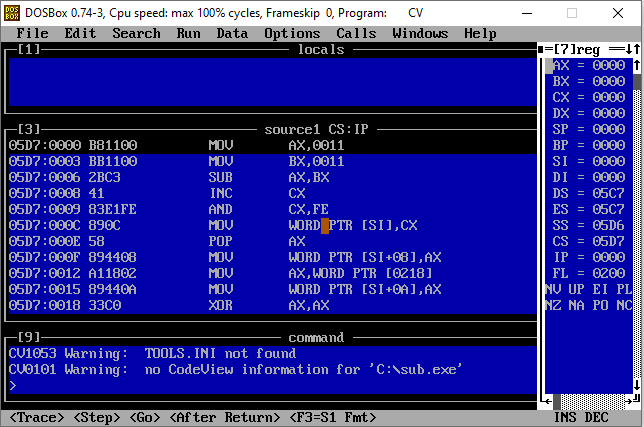 DOSBox 0.74-3, Cpu speed: max 100% cycles, Frameskip 0, Program: CV
File Edit Search Run Data Options Calls Windows Help
[1] locals
[7]reg
AX = 0000
BX = 0000
CX = 0000
DX = 0000
SP = 0000
BP = 0000
SI = 0000
DI = 0000
DS = 05C7
ES = 05C7
SS = 05D6
CS = 05D7
IP = 0000
FL = 0200
NV UP EI PL
NZ NA PO NC
[3] source1 CS:IP
05D7:0000 B81100 MOV AX,0011
05D7:0003 BB1100 MOV BX,0011
05D7:0006 2BC3 SUB AX,BX
05D7:0008 41 INC CX
05D7:0009 83E1FE AND CX,FE
05D7:000C 890C MOV WORD PTR [SI],CX
05D7:000E 58 POP AX
05D7:000F 894408 MOV WORD PTR [SI+08],AX
05D7:0012 A11802 MOV AX,WORD PTR [0218]
05D7:0015 89440A MOV WORD PTR [SI+0A],AX
05D7:0018 33C0 XOR AX,AX
[9] command
CV1053 Warning: TOOLS.INI not found
CV0101 Warning: no CodeView information for 'C:\sub.exe'
>
<Trace> <Step> <Go> <After Return> <F3=S1 Fmt> INS DEC